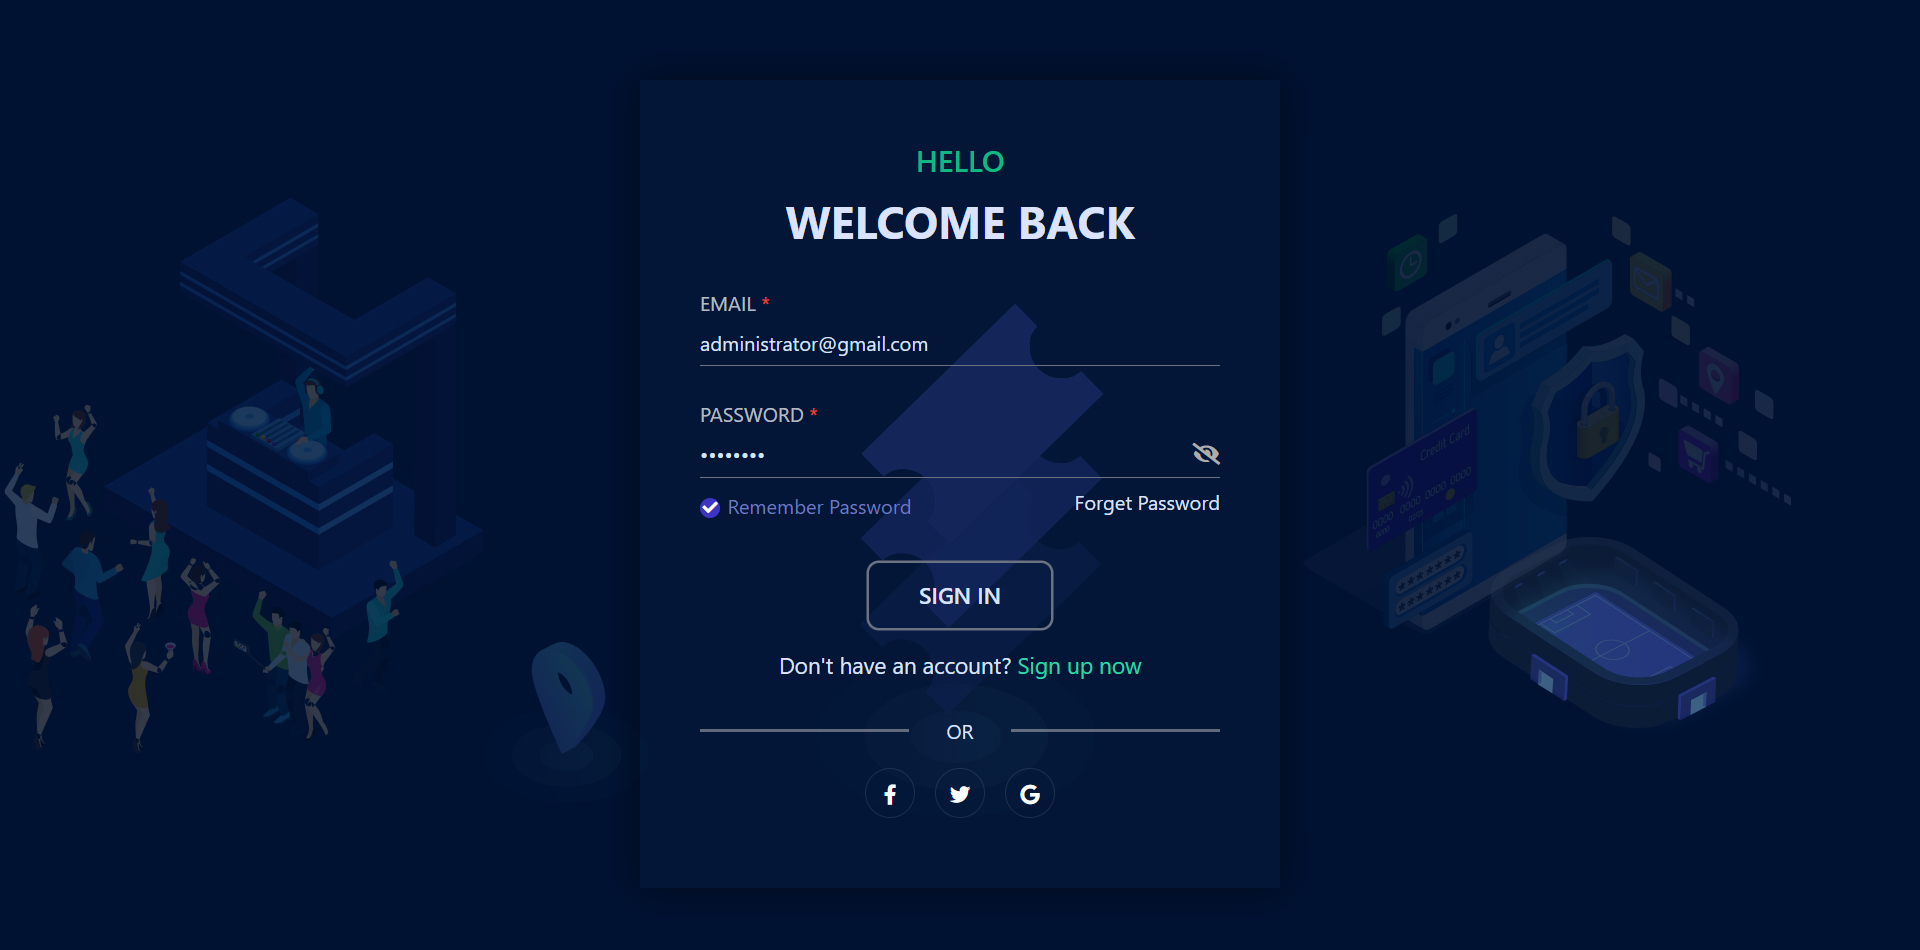 HELLO
WELCOME BACK
EMAIL *
administrator@gmail.com
PASSWORD *
••••••••
Remember Password
Forget Password
SIGN IN
Don't have an account? Sign up now
OR
Credit Card
0000 0000 0000 0000